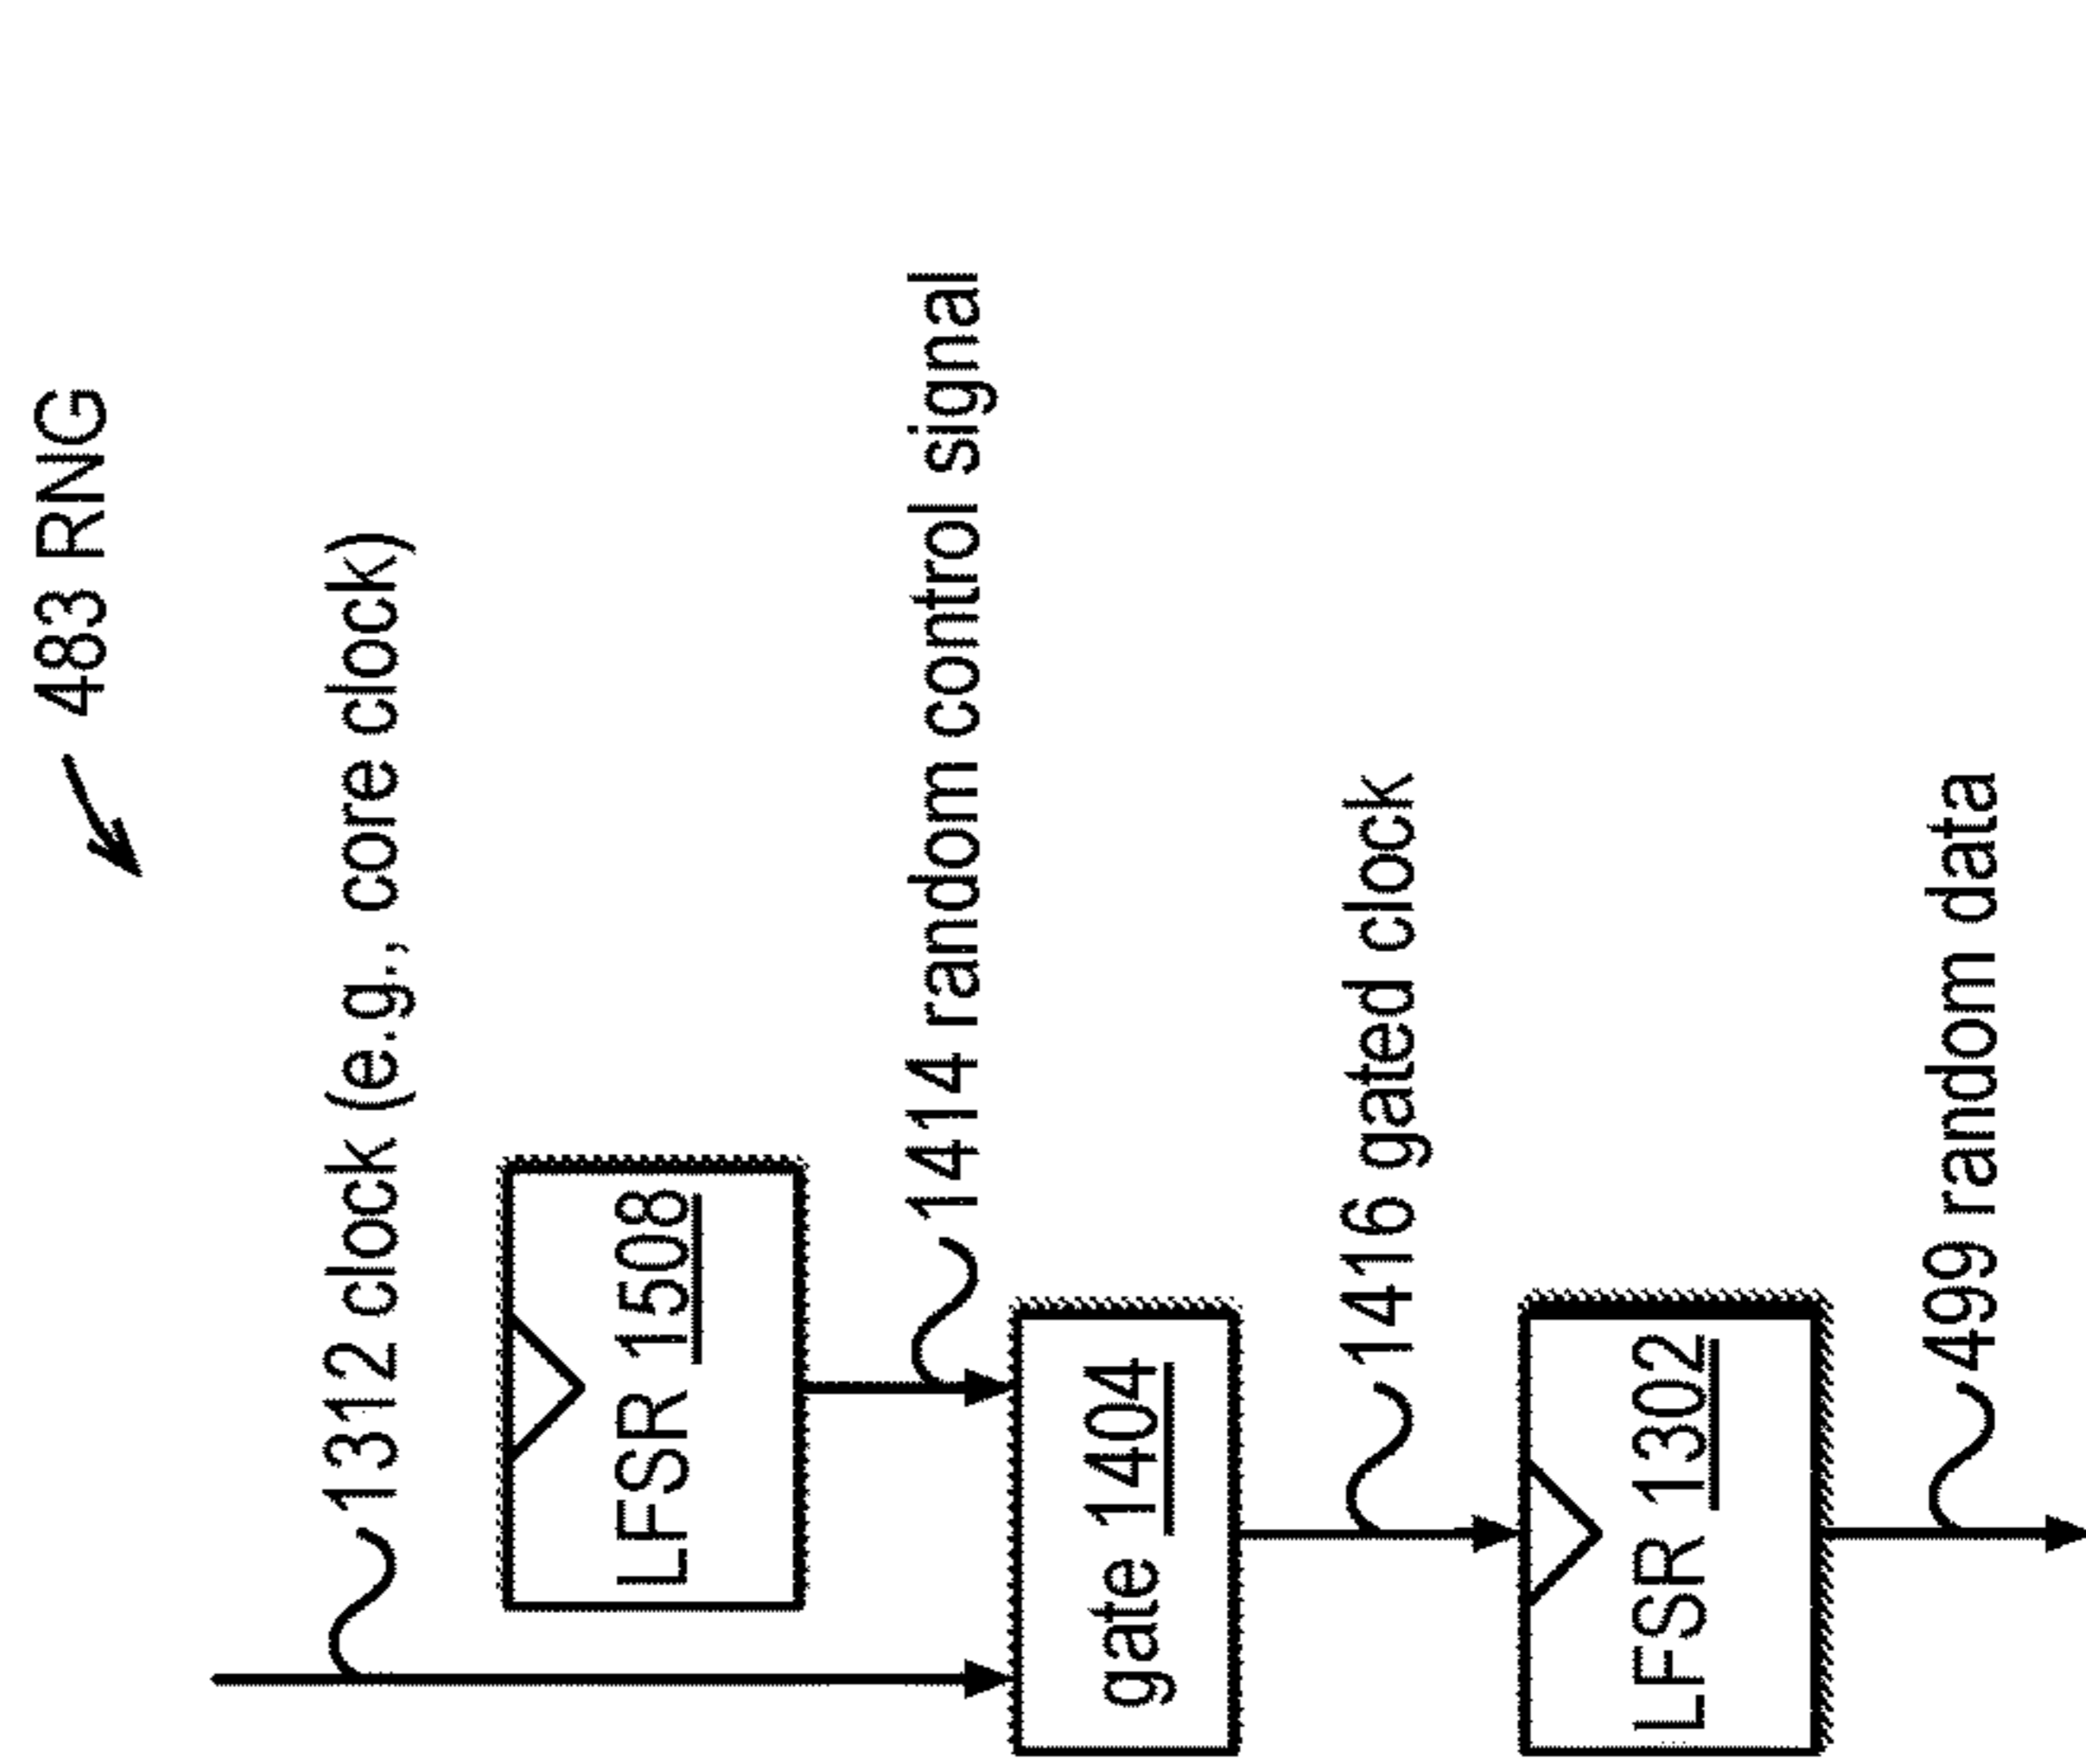 483 RNG
1312 clock (e.g., core clock)
LFSR 1508
1414 random control signal
gate 1404
1416 gated clock
LFSR 1302
499 random data